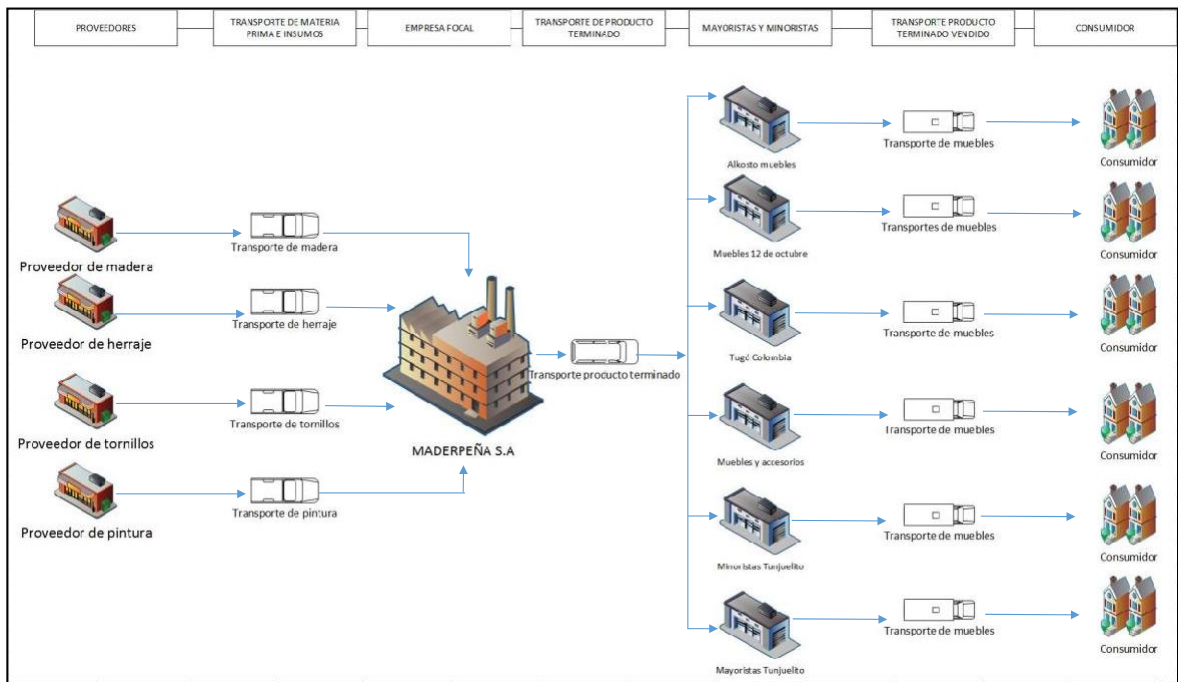 PROVEEDORES
TRANSPORTE DE MATERIA
PRIMA E INSUMOS
EMPRESA FOCAL
TRANSPORTE DE PRODUCTO
TERMINADO
MAYORISTAS Y MINORISTAS
TRANSPORTE PRODUCTO
TERMINADO VENDIDO
CONSUMIDOR
Proveedor de madera
Proveedor de herraje
Proveedor de tornillos
Proveedor de pintura
Transporte de madera
Transporte de herraje
Transporte de tornillos
Transporte de pintura
MADERPEÑA S.A
Transporte producto terminado
Alkosto muebles
Muebles 12 de octubre
Tugó Colombia
Muebles y accesorios
Minoristas Tunjuelito
Mayoristas Tunjuelito
Transporte de muebles
Transportes de muebles
Transporte de muebles
Transporte de muebles
Transporte de muebles
Transporte de muebles
Consumidor
Consumidor
Consumidor
Consumidor
Consumidor
Consumidor